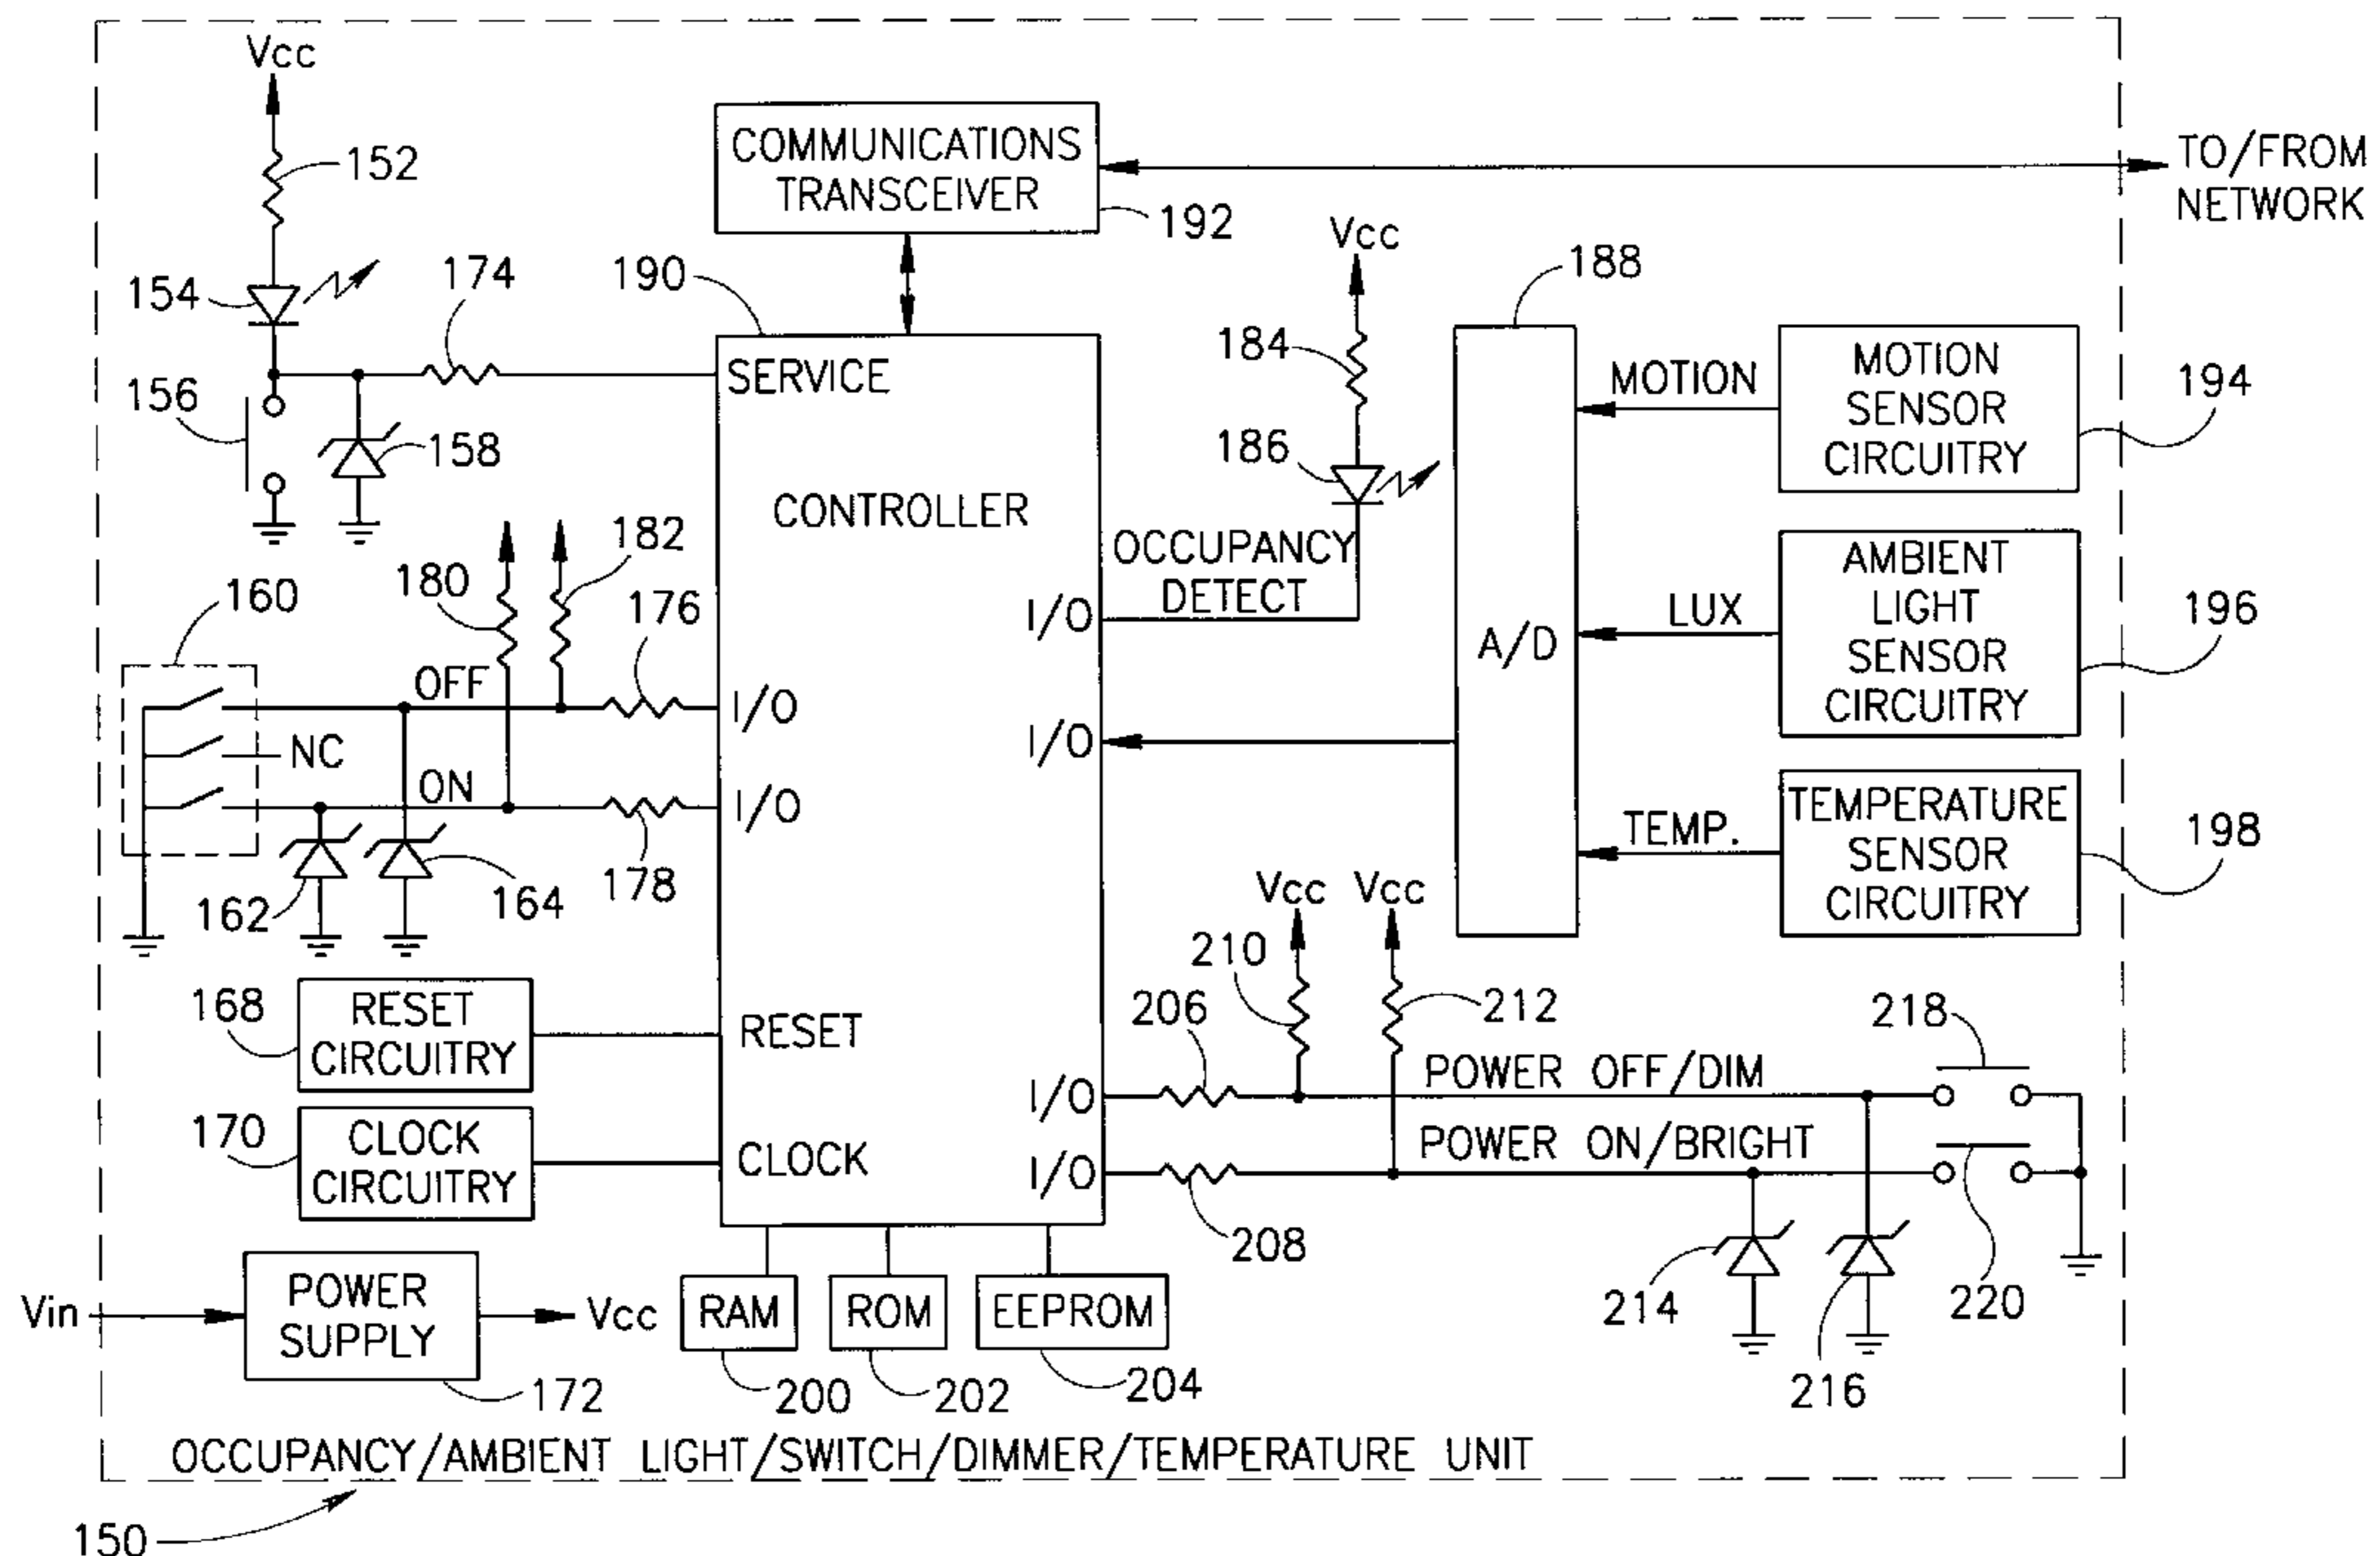 Vcc
152
154
174
156
158
COMMUNICATIONS
TRANSCEIVER
192
TO/FROM
NETWORK
190
SERVICE
CONTROLLER
Vcc
184
186
188
OCCUPANCY
DETECT
I/O
A/D
MOTION
MOTION
SENSOR
CIRCUITRY
194
LUX
AMBIENT
LIGHT
SENSOR
CIRCUITRY
196
TEMP.
TEMPERATURE
SENSOR
CIRCUITRY
198
160
180
182
176
OFF
I/O
NC
ON
I/O
I/O
162
164
178
168
RESET
CIRCUITRY
RESET
170
CLOCK
CIRCUITRY
CLOCK
Vcc
Vcc
210
206
212
I/O
POWER OFF/DIM
218
I/O
POWER ON/BRIGHT
208
214
216
220
Vin
POWER
SUPPLY
Vcc
172
RAM
ROM
EEPROM
200
202
204
OCCUPANCY/AMBIENT LIGHT/SWITCH/DIMMER/TEMPERATURE UNIT
150